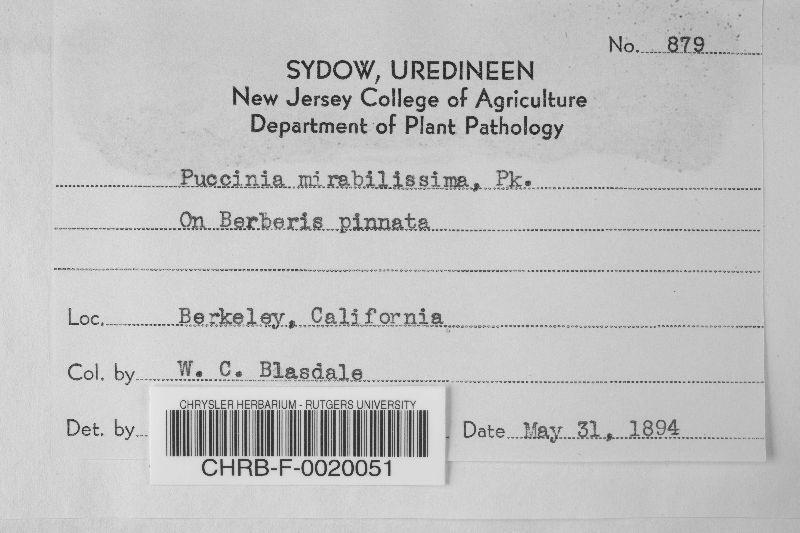 No. 879
SYDOW, UREDINEEN
New Jersey College of Agriculture
Department of Plant Pathology
Puccinia mirabilissima, Pk.
On Berberis pinnata
Loc. Berkeley, California
Col. by W. C. Blasdale
CHRYSLER HERBARIUM - RUTGERS UNIVERSITY
Det. by Date May 31, 1894
CHRB-F-0020051